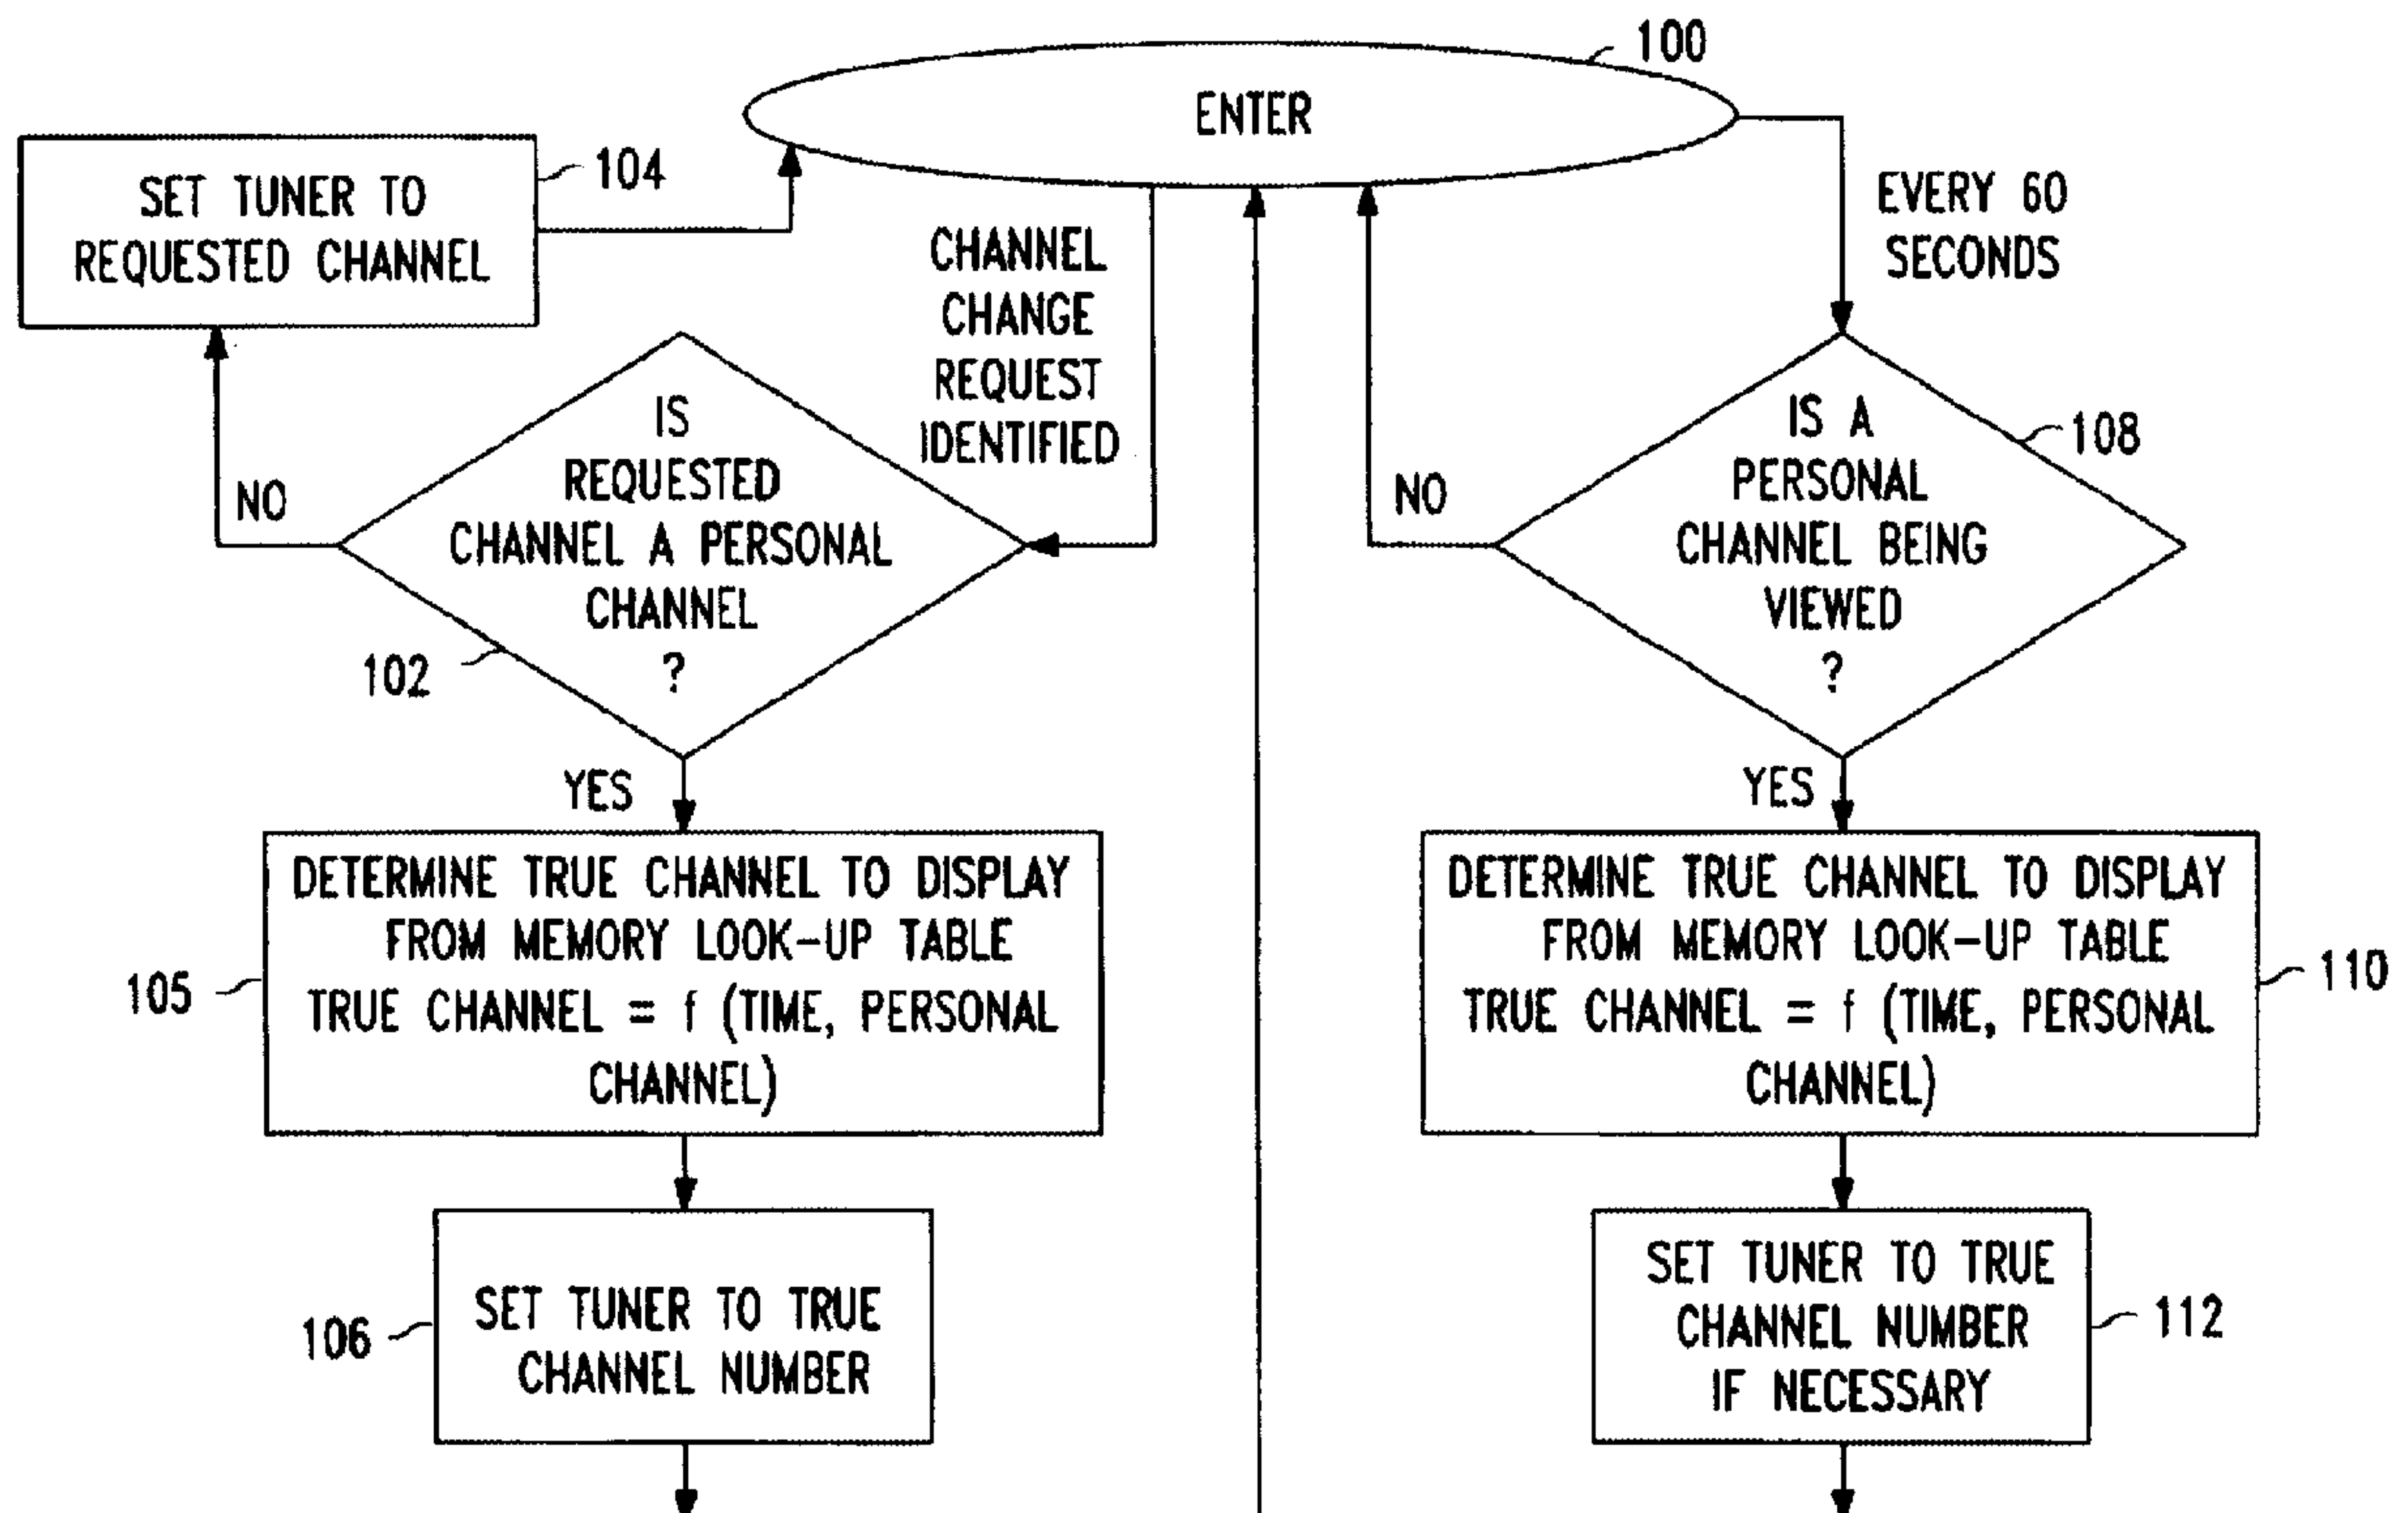 100
ENTER
104
SET TUNER TO
REQUESTED CHANNEL
EVERY 60
SECONDS
CHANNEL
CHANGE
REQUEST
IDENTIFIED
IS
REQUESTED
CHANNEL A PERSONAL
CHANNEL
?
NO
102
IS A
PERSONAL
CHANNEL BEING
VIEWED
?
108
NO
YES
YES
DETERMINE TRUE CHANNEL TO DISPLAY
FROM MEMORY LOOK-UP TABLE
TRUE CHANNEL = f (TIME, PERSONAL
CHANNEL)
105
DETERMINE TRUE CHANNEL TO DISPLAY
FROM MEMORY LOOK-UP TABLE
TRUE CHANNEL = f (TIME, PERSONAL
CHANNEL)
110
SET TUNER TO TRUE
CHANNEL NUMBER
106
SET TUNER TO TRUE
CHANNEL NUMBER
IF NECESSARY
112